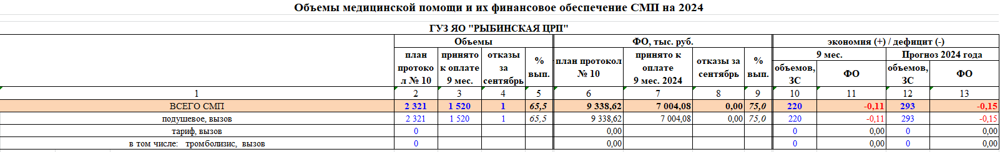 Объемы медицинской помощи и их финансовое обеспечение СМП на 2024
ГУЗ ЯО "РЫБИНСКАЯ ЦРП"
Объемы ФО, тыс. руб. экономия (+) / дефицит (-)
план протокол № 10 принято к оплате 9 мес. отказы за сентябрь % вып. план протокол № 10 принято к оплате 9 мес. 2024 отказы за сентябрь % вып. 9 мес. Прогноз 2024 года
объемов, ЗС ФО объемов, ЗС ФО
1 2 3 4 5 6 7 8 9 10 11 12 13
ВСЕГО СМП 2 321 1 520 1 65,5 9 338,62 7 004,08 0,00 75,0 220 -0,11 293 -0,15
подушевое, вызов 2 321 1 520 1 65,5 9 338,62 7 004,08 0,00 75,0 220 -0,11 293 -0,15
тариф, вызов 0 0,00 0 0,00 0 0,00
в том числе: тромболизис, вызов 0 0,00 0 0,00 0 0,00